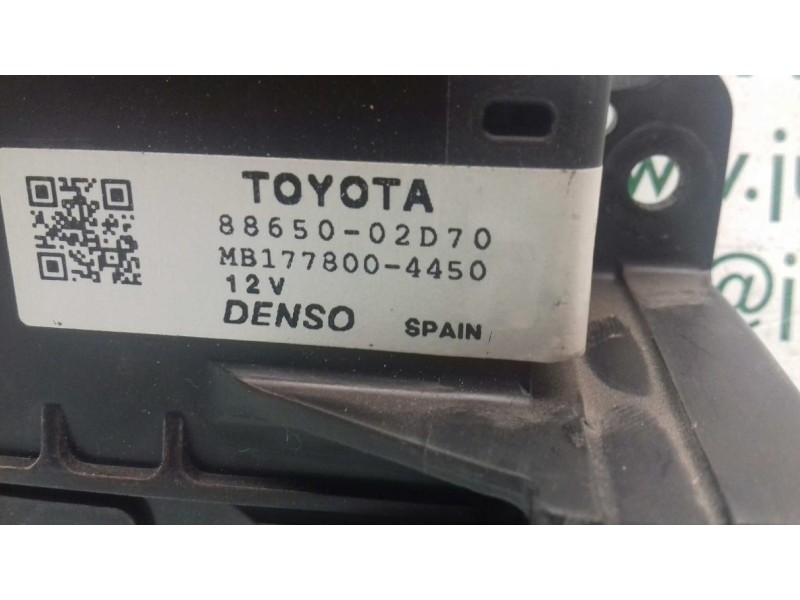 TOYOTA
88650-02D70
MB177800-4450
12V
DENSO SPAIN